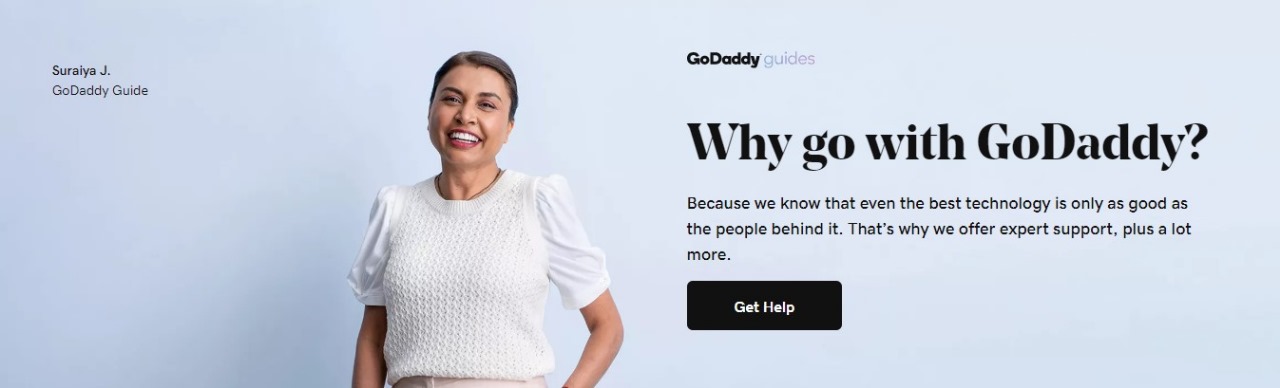 Suraiya J.
GoDaddy Guide
GoDaddy guides
Why go with GoDaddy?
Because we know that even the best technology is only as good as
the people behind it. That’s why we offer expert support, plus a lot
more.
Get Help